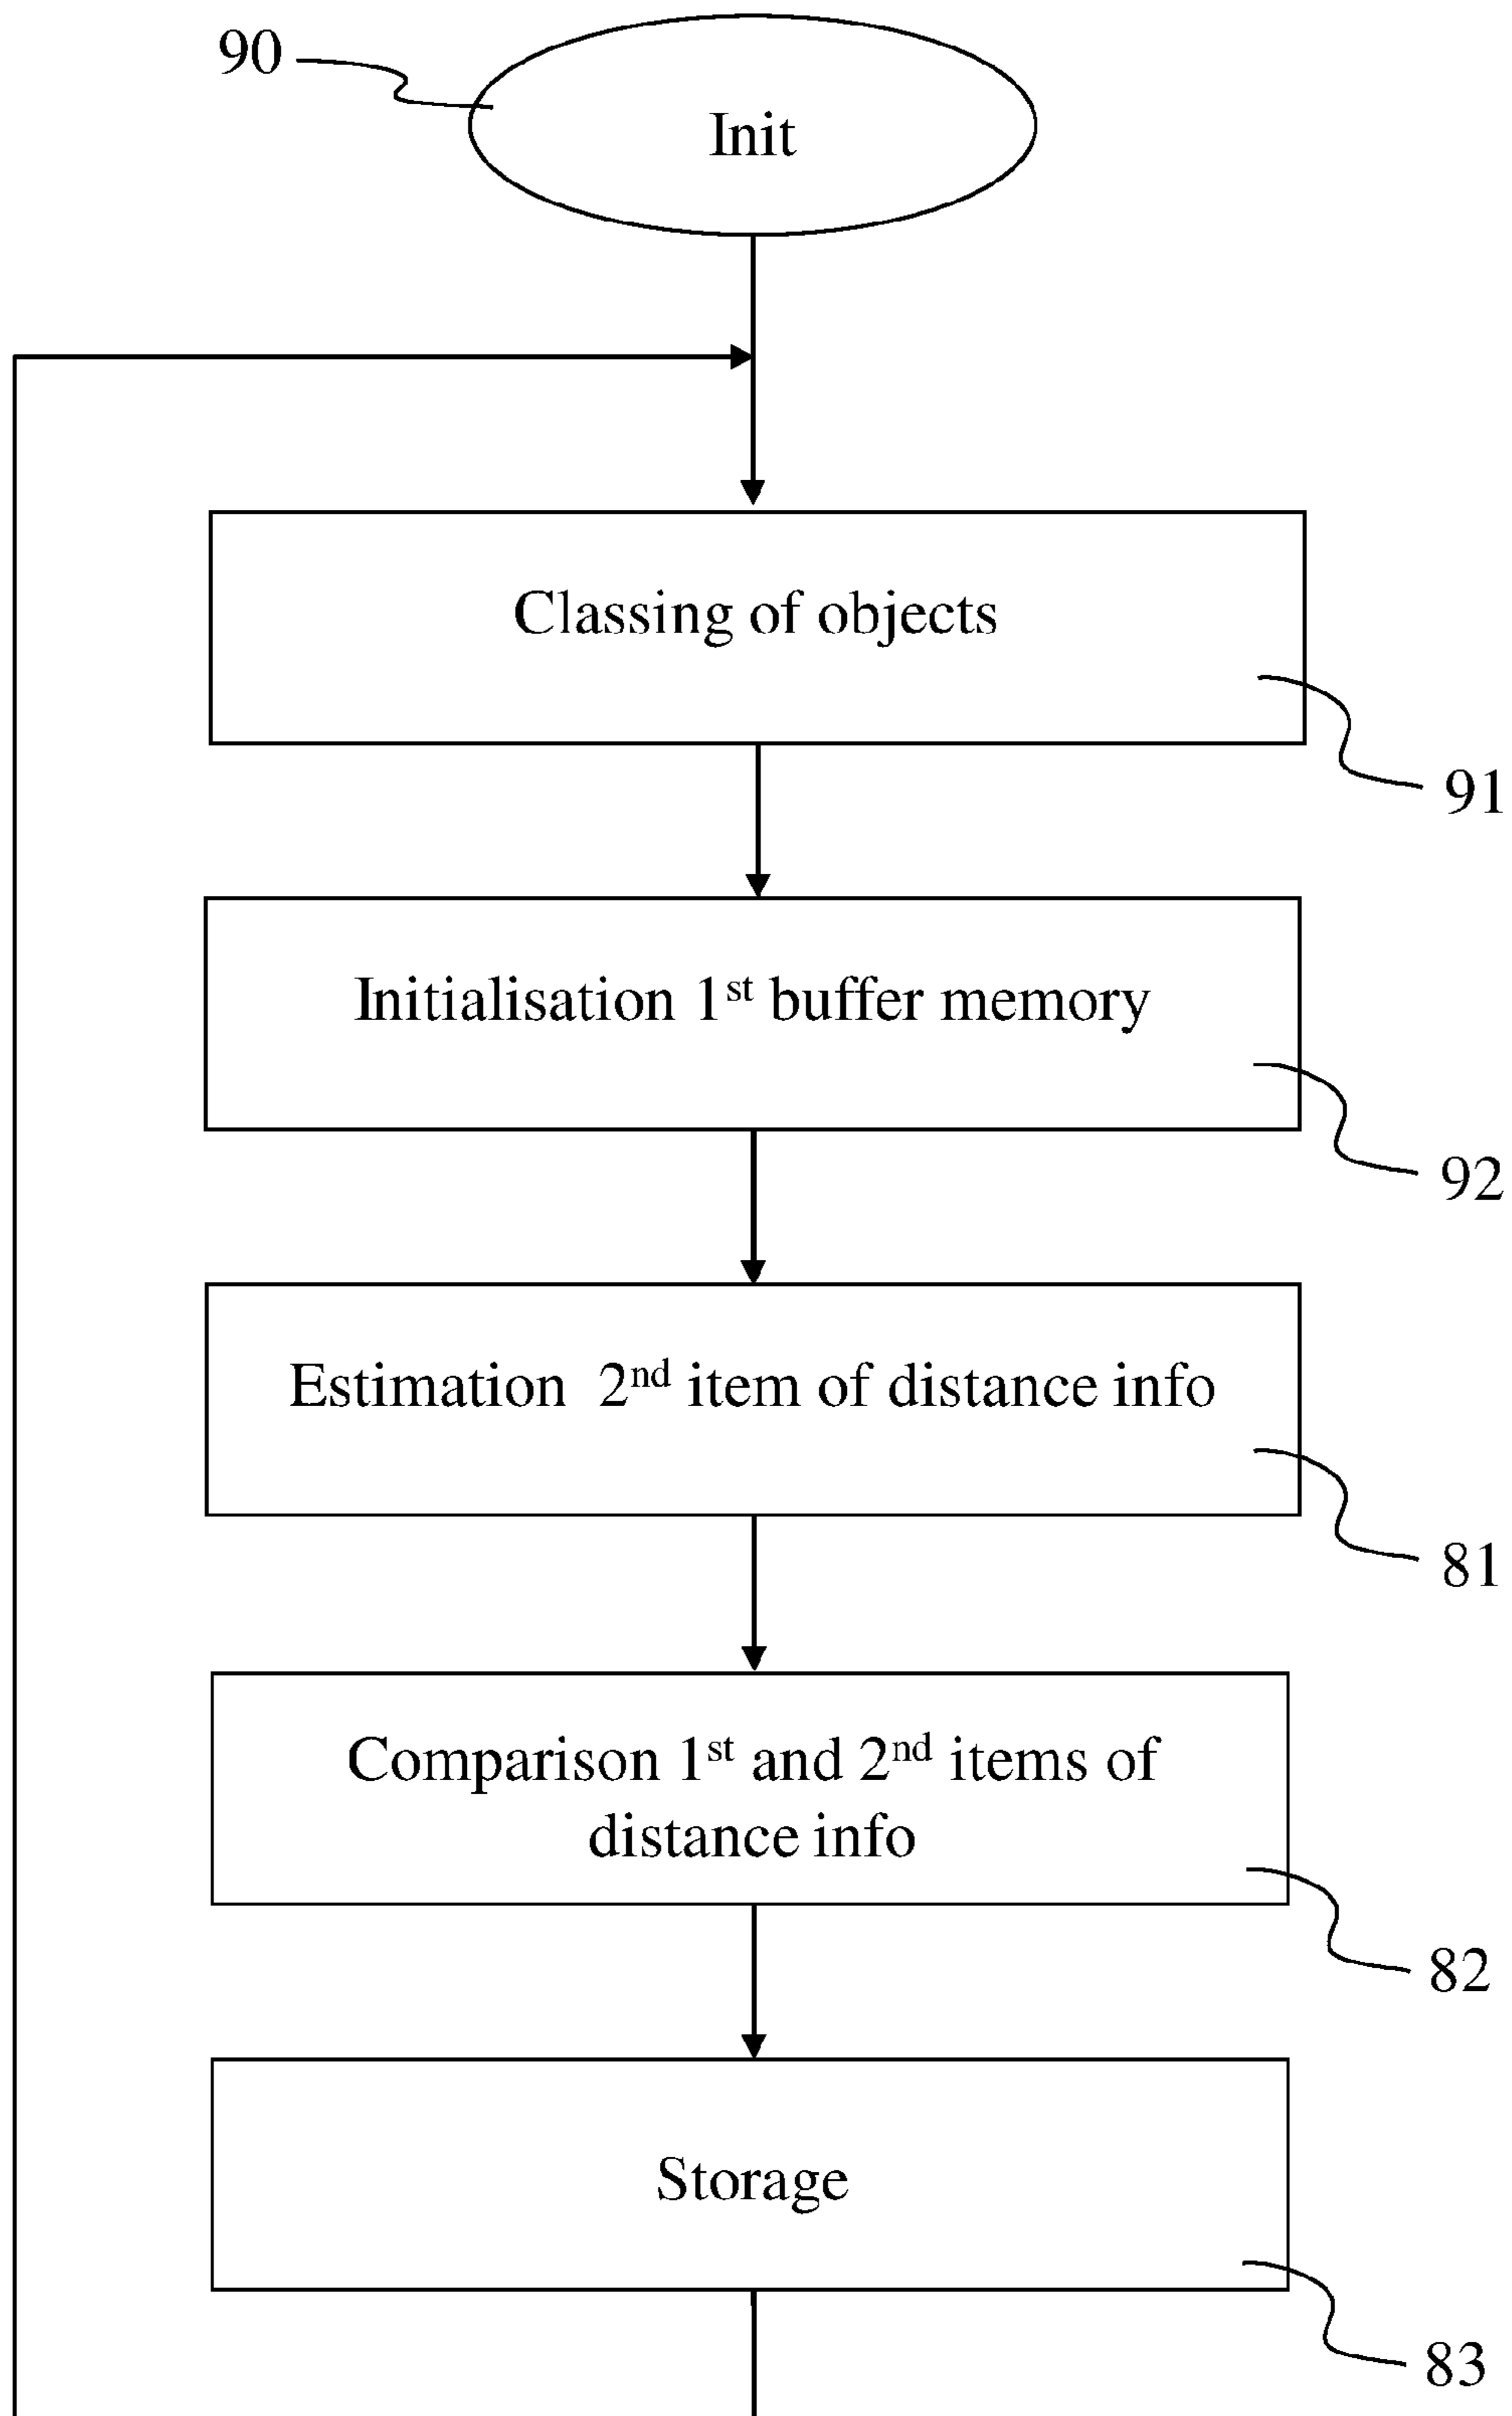 90
Init
Classing of objects
91
Initialisation 1st buffer memory
92
Estimation 2nd item of distance info
81
Comparison 1st and 2nd items of
distance info
82
Storage
83